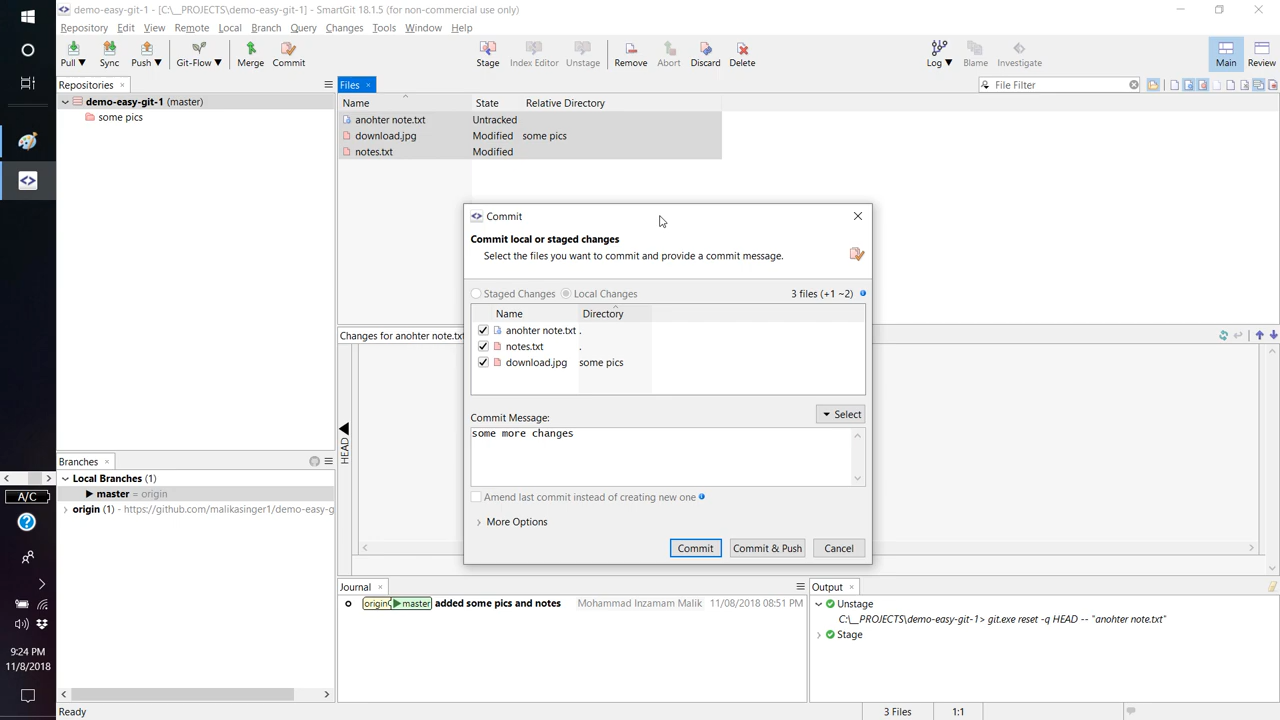 demo-easy-git-1 - [C:\__PROJECTS\demo-easy-git-1] - SmartGit 18.1.5 (for non-commercial use only)
Repository Edit View Remote Local Branch Query Changes Tools Window Help
Pull Sync Push Git-Flow Merge Commit Stage Index Editor Unstage Remove Abort Discard Delete Log Blame Investigate Main Review
Repositories
demo-easy-git-1 (master)
some pics
Files
File Filter
Name State Relative Directory
anohter note.txt Untracked
download.jpg Modified some pics
notes.txt Modified
Commit
Commit local or staged changes
Select the files you want to commit and provide a commit message.
Staged Changes Local Changes 3 files (+1 ~2)
Name Directory
anohter note.txt .
notes.txt .
download.jpg some pics
Commit Message:
Select
some more changes
Amend last commit instead of creating new one
More Options
Commit Commit & Push Cancel
Changes for anohter note.txt
HEAD
Branches
Local Branches (1)
master = origin
origin (1) - https://github.com/malikasinger1/demo-easy-g
Journal
origin master added some pics and notes Mohammad Inzamam Malik 11/08/2018 08:51 PM
Output
Unstage
C:\__PROJECTS\demo-easy-git-1> git.exe reset -q HEAD -- "anohter note.txt"
Stage
A/C
9:24 PM
11/8/2018
Ready
3 Files
1:1